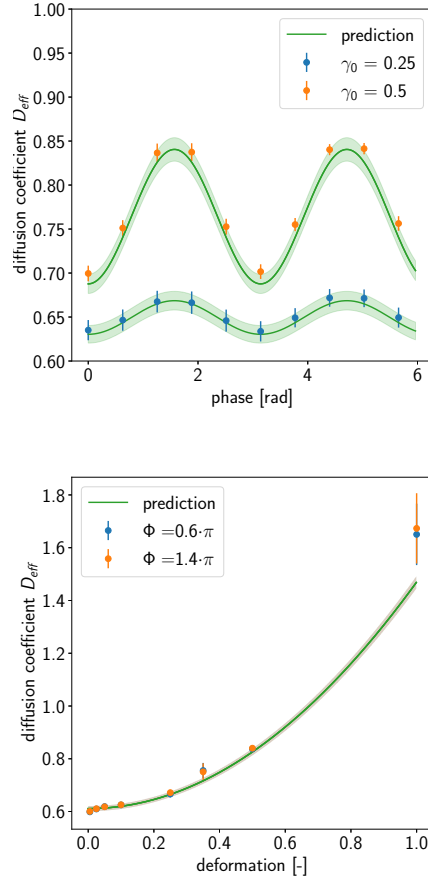 1.00
0.95
0.90
0.85
0.80
0.75
0.70
0.65
0.60
diffusion coefficient D_eff
prediction
γ₀ = 0.25
γ₀ = 0.5
0 2 4 6
phase [rad]
1.8
1.6
1.4
1.2
1.0
0.8
0.6
diffusion coefficient D_eff
prediction
Φ =0.6·π
Φ =1.4·π
0.0 0.2 0.4 0.6 0.8 1.0
deformation [-]